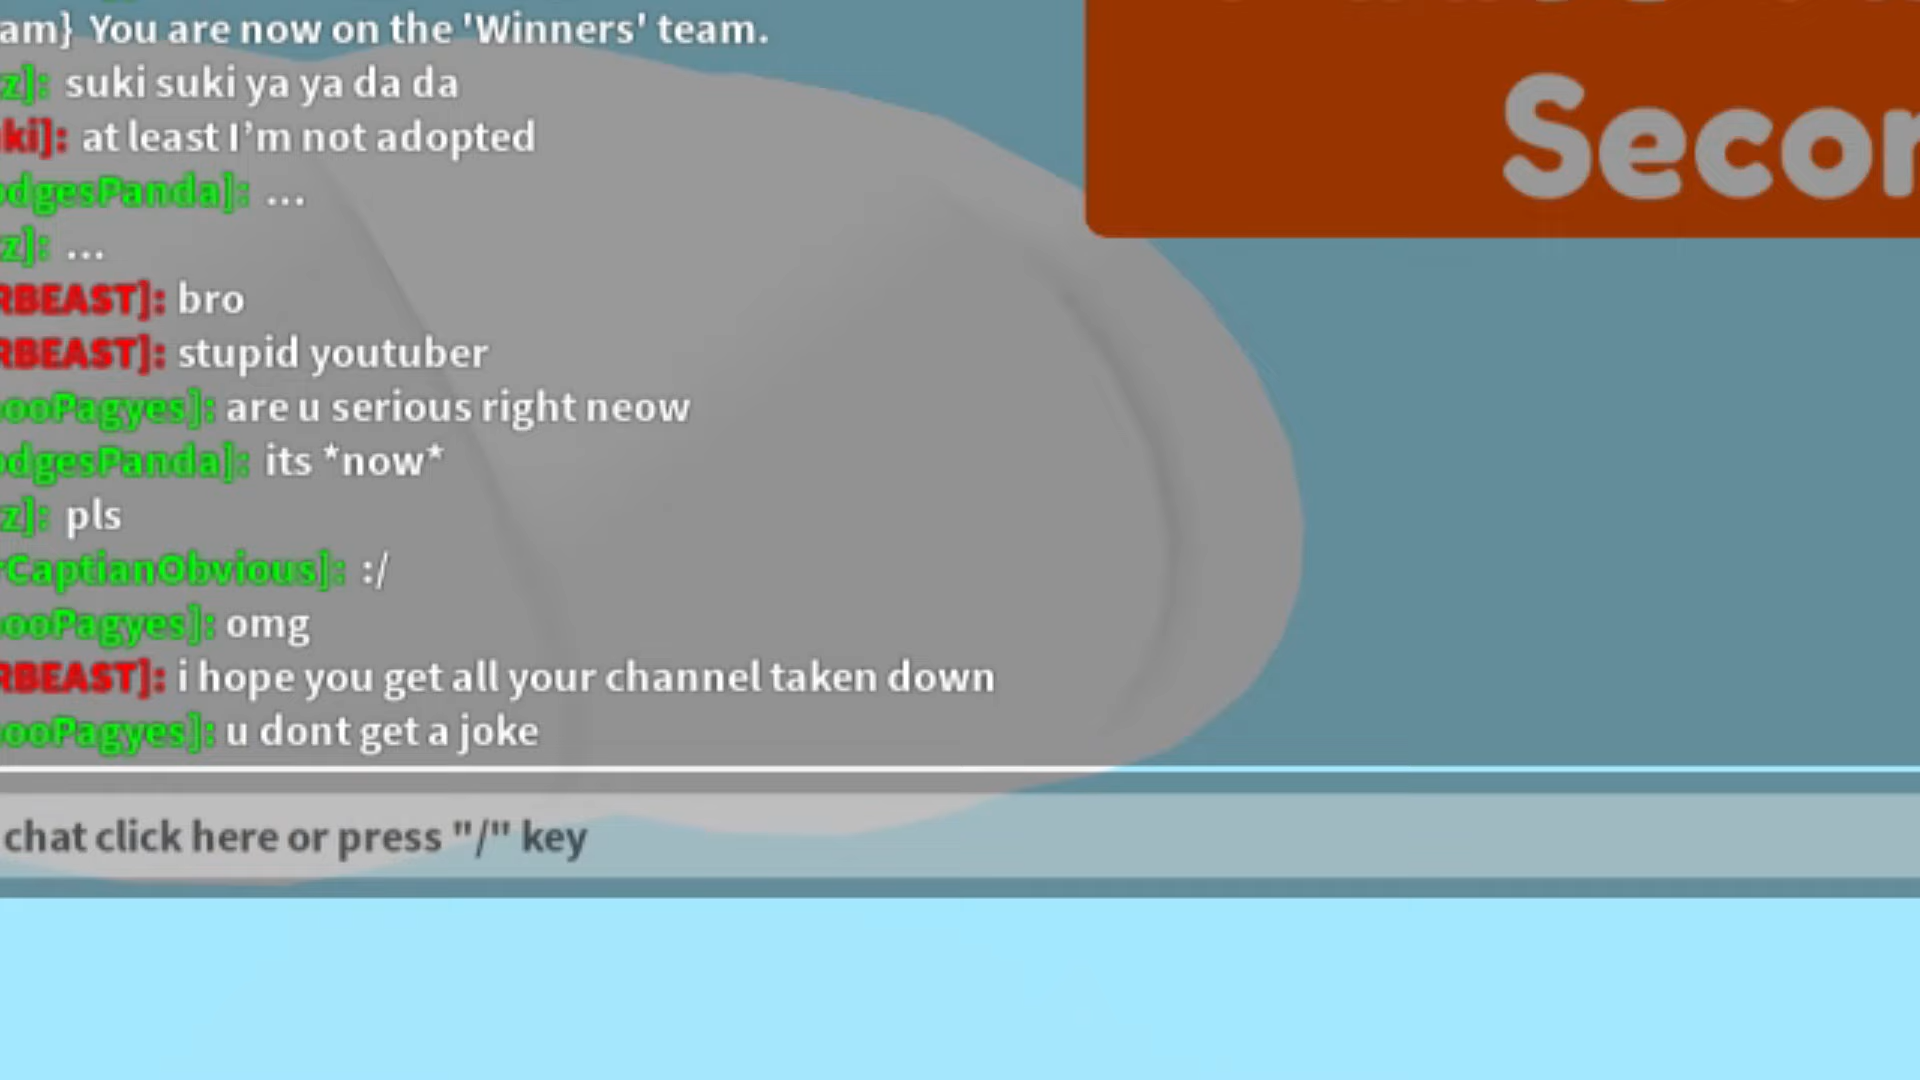 am} You are now on the 'Winners' team.
z]: suki suki ya ya da da
ki]: at least I’m not adopted
odgesPanda]: ...
z]: ...
RBEAST]: bro
RBEAST]: stupid youtuber
ooPagyes]: are u serious right neow
odgesPanda]: its *now*
z]: pls
rCaptianObvious]: :/
ooPagyes]: omg
RBEAST]: i hope you get all your channel taken down
ooPagyes]: u dont get a joke
chat click here or press "/" key
Secon